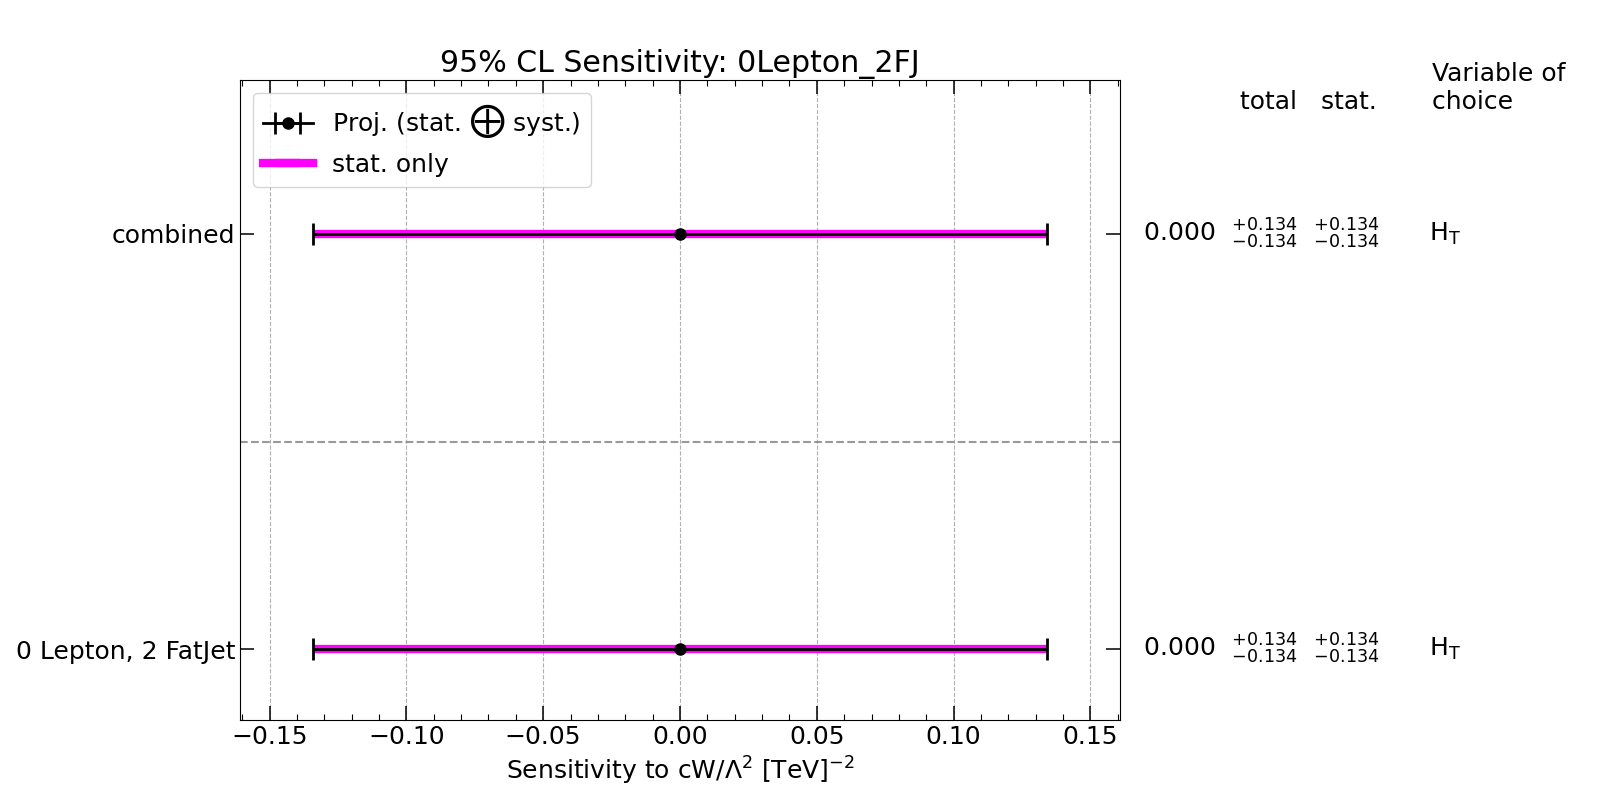 95% CL Sensitivity: 0Lepton_2FJ
Variable of
total stat. choice
Proj. (stat. ⊕ syst.)
stat. only
combined
0.000 +0.134 −0.134 +0.134 −0.134 H_T
0 Lepton, 2 FatJet
0.000 +0.134 −0.134 +0.134 −0.134 H_T
−0.15 −0.10 −0.05 0.00 0.05 0.10 0.15
Sensitivity to cW/Λ² [TeV]⁻²